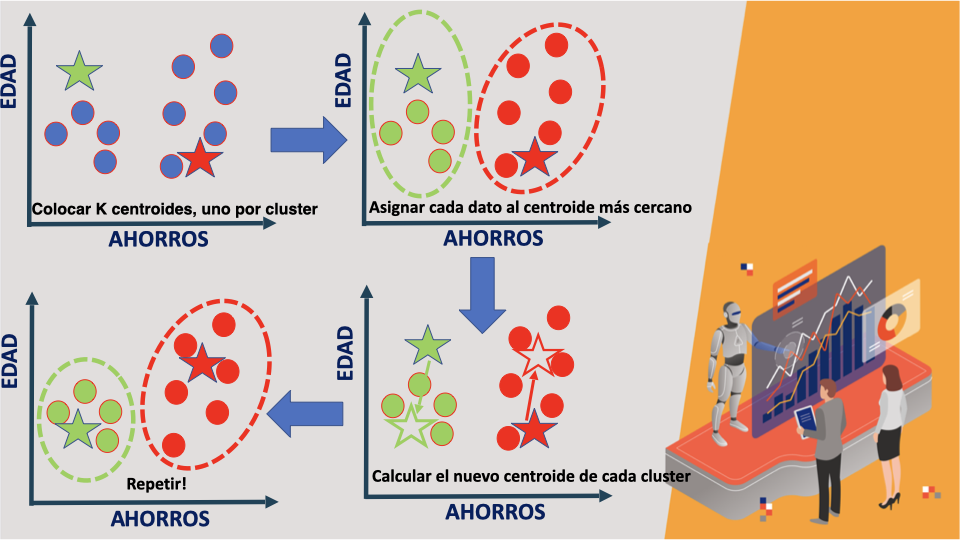 EDAD
Colocar K centroides, uno por cluster
AHORROS
EDAD
Asignar cada dato al centroide más cercano
AHORROS
EDAD
Calcular el nuevo centroide de cada cluster
AHORROS
EDAD
Repetir!
AHORROS